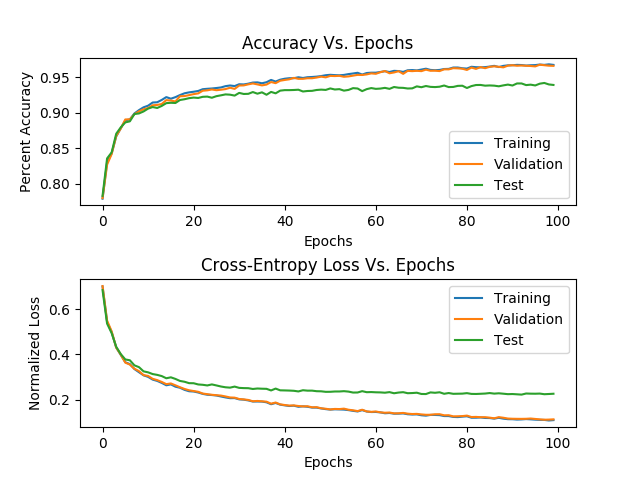 Accuracy Vs. Epochs
Percent Accuracy
0.95
0.90
0.85
0.80
Training
Validation
Test
0
20
40
60
80
100
Epochs
Cross-Entropy Loss Vs. Epochs
Normalized Loss
0.6
0.4
0.2
Training
Validation
Test
0
20
40
60
80
100
Epochs